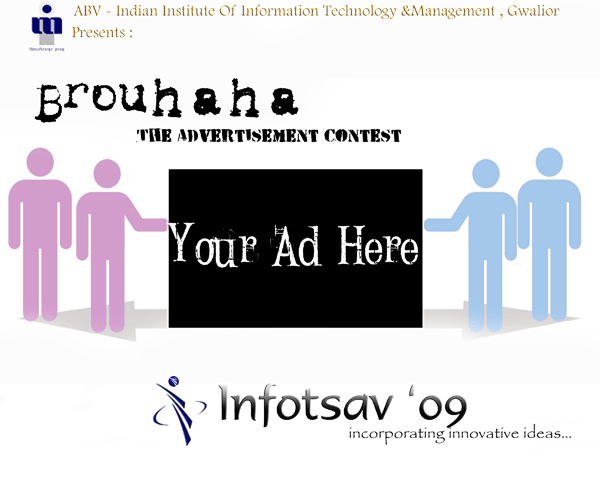 ABV - Indian Institute Of Information Technology &Management , Gwalior
Presents :
Brouhaha
THE ADVERTISEMENT CONTEST
Your Ad Here
Infotsav '09
incorporating innovative ideas...